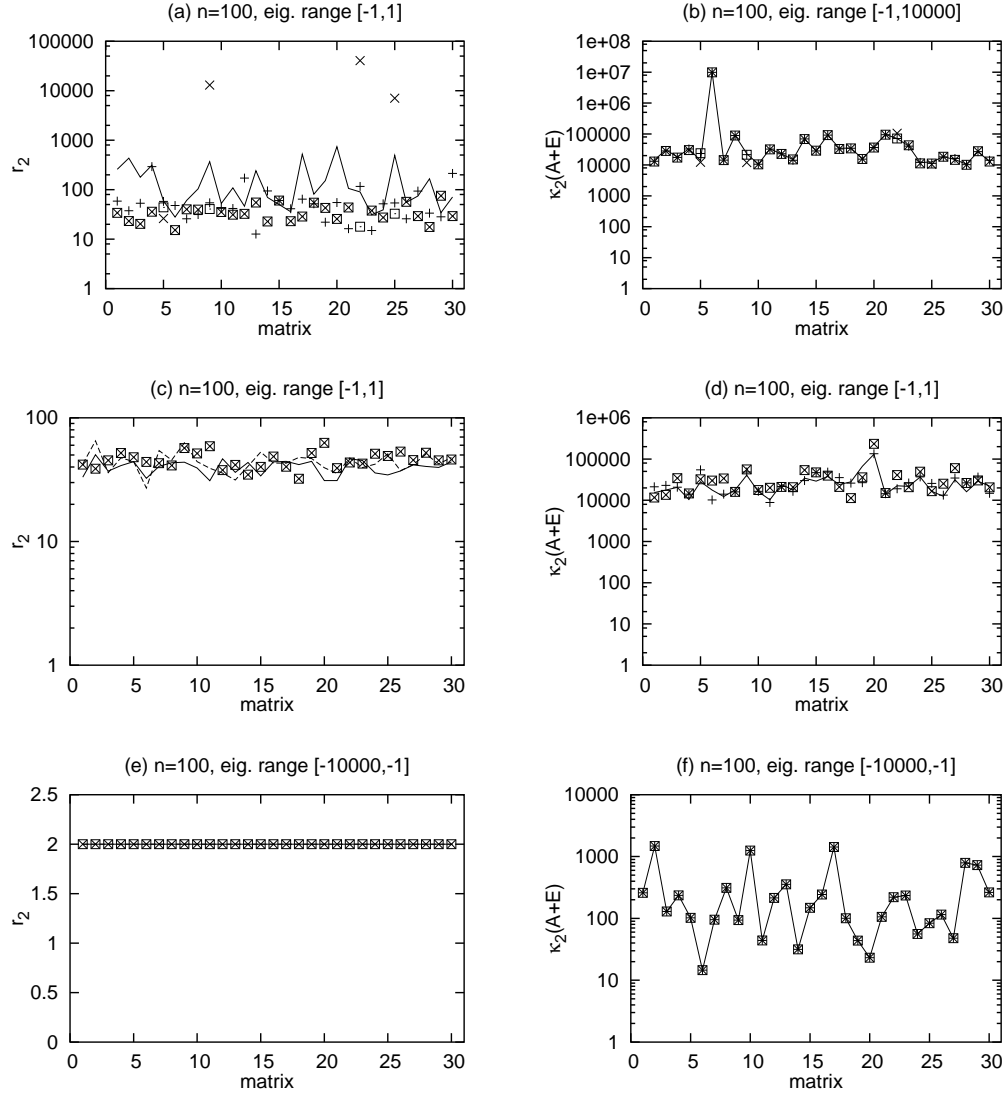 (a) n=100, eig. range [-1,1]
100000
10000
1000
100
10
1
r₂
0 5 10 15 20 25 30
matrix
(b) n=100, eig. range [-1,10000]
1e+08
1e+07
1e+06
100000
10000
1000
100
10
1
κ₂(A+E)
0 5 10 15 20 25 30
matrix
(c) n=100, eig. range [-1,1]
100
10
1
r₂
0 5 10 15 20 25 30
matrix
(d) n=100, eig. range [-1,1]
1e+06
100000
10000
1000
100
10
1
κ₂(A+E)
0 5 10 15 20 25 30
matrix
(e) n=100, eig. range [-10000,-1]
2.5
2
1.5
1
0.5
0
r₂
0 5 10 15 20 25 30
matrix
(f) n=100, eig. range [-10000,-1]
10000
1000
100
10
1
κ₂(A+E)
0 5 10 15 20 25 30
matrix